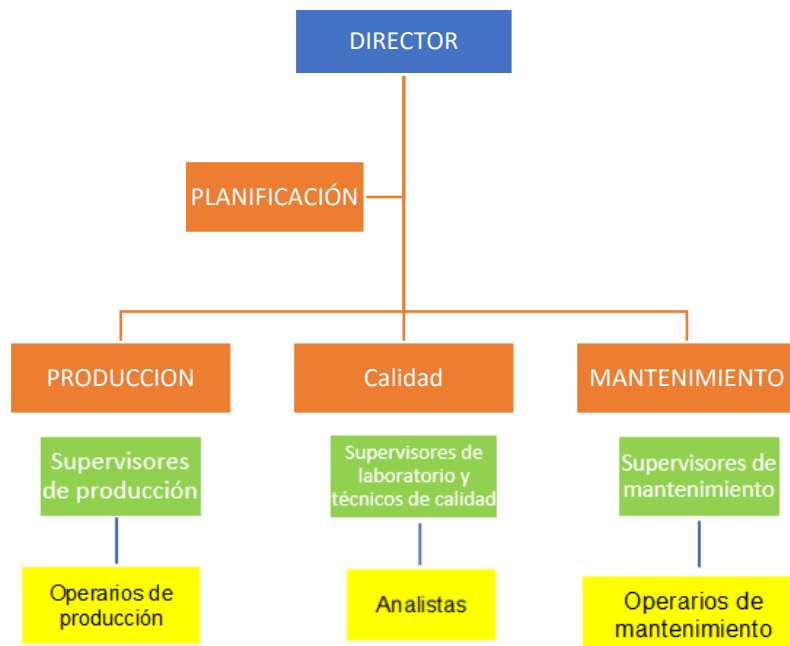 DIRECTOR
PLANIFICACIÓN
PRODUCCION
Calidad
MANTENIMIENTO
Supervisores
de producción
Supervisores de
laboratorio y
técnicos de calidad
Supervisores de
mantenimiento
Operarios de
producción
Analistas
Operarios de
mantenimiento